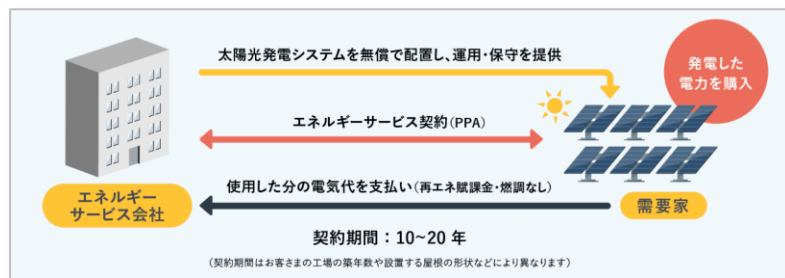 太陽光発電システムを無償で配置し、運用・保守を提供
発電した
電力を購入
エネルギーサービス契約(PPA)
エネルギー
サービス会社
使用した分の電気代を支払い(再エネ賦課金・燃調なし)
需要家
契約期間：10~20 年
(契約期間はお客さまの工場の築年数や設置する屋根の形状などにより異なります)